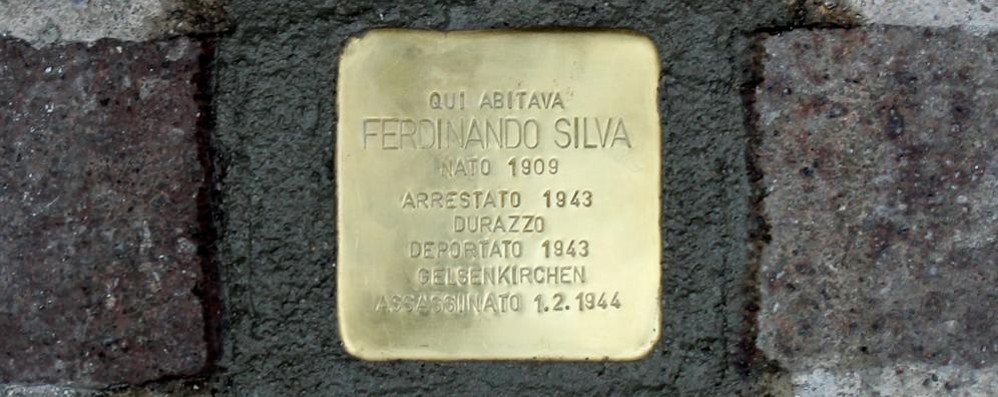 QUI ABITAVA
FERDINANDO SILVA
NATO 1909
ARRESTATO 1943
DURAZZO
DEPORTATO 1943
GELSENKIRCHEN
ASSASSINATO 1.2.1944